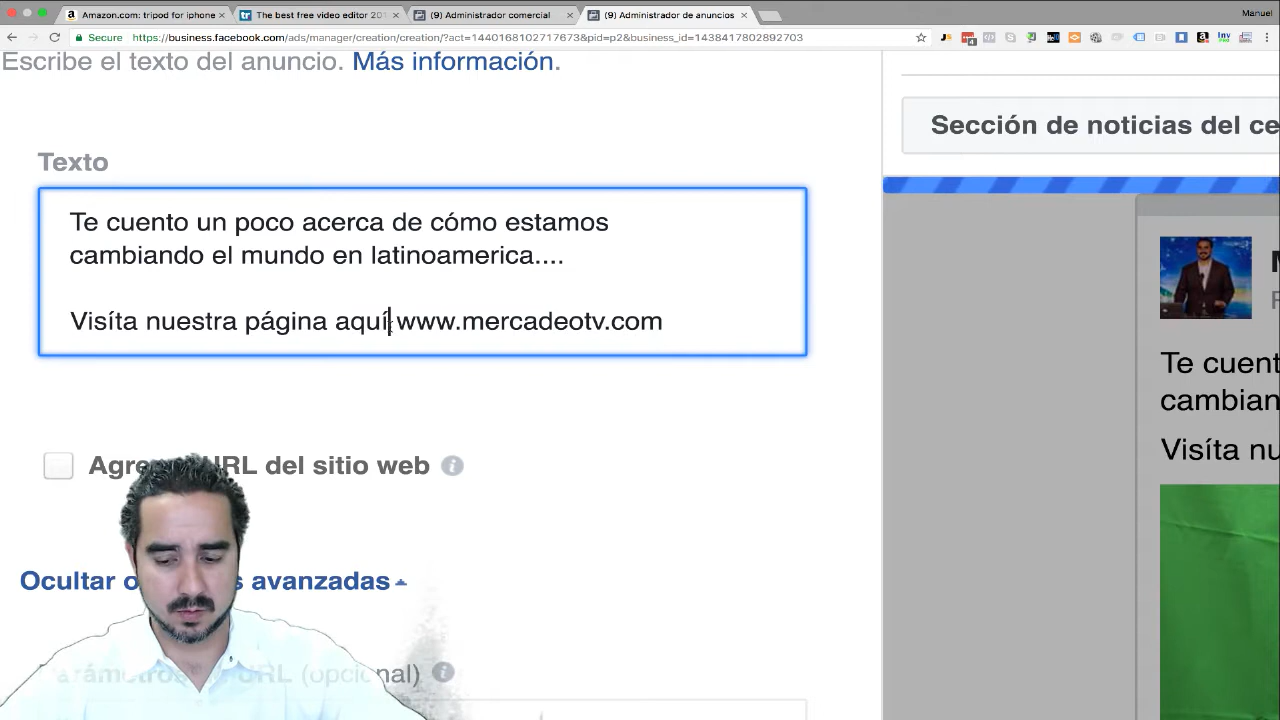 Amazon.com: tripod for iphone
The best free video editor 201
(9) Administrador comercial
(9) Administrador de anuncios
Manuel
Secure
https://business.facebook.com/ads/manager/creation/creation/?act=1440168102717673&pid=p2&business_id=1438417802892703
Escribe el texto del anuncio. Más información.
Texto
Te cuento un poco acerca de cómo estamos
cambiando el mundo en latinoamerica....
Visíta nuestra página aquí www.mercadeotv.com
URL del sitio web
Ocultar
avanzadas
(opcional)
Sección de noticias del ce
Te cuent
cambian
Visíta nu